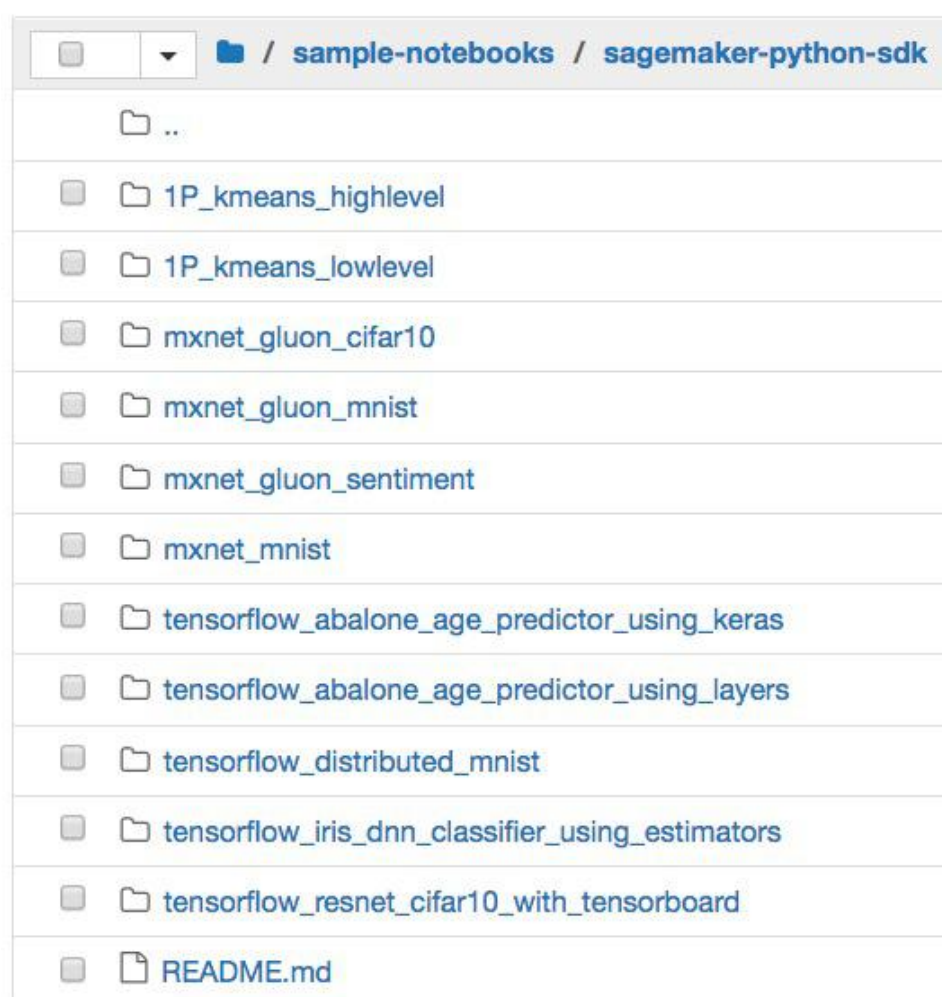 / sample-notebooks / sagemaker-python-sdk
..
1P_kmeans_highlevel
1P_kmeans_lowlevel
mxnet_gluon_cifar10
mxnet_gluon_mnist
mxnet_gluon_sentiment
mxnet_mnist
tensorflow_abalone_age_predictor_using_keras
tensorflow_abalone_age_predictor_using_layers
tensorflow_distributed_mnist
tensorflow_iris_dnn_classifier_using_estimators
tensorflow_resnet_cifar10_with_tensorboard
README.md